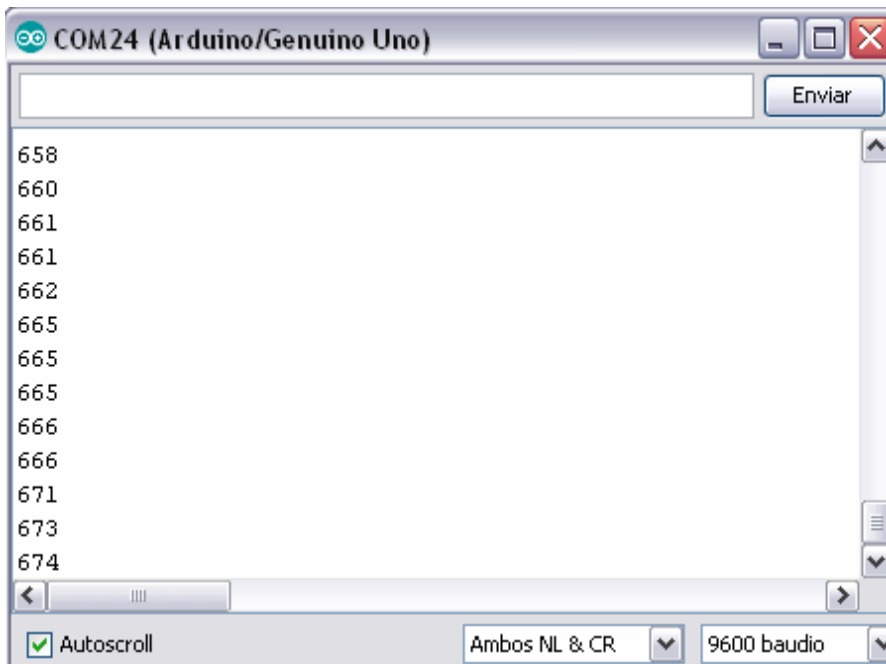 COM24 (Arduino/Genuino Uno)
Enviar
658
660
661
661
662
665
665
665
666
666
671
673
674
Autoscroll
Ambos NL & CR
9600 baudio